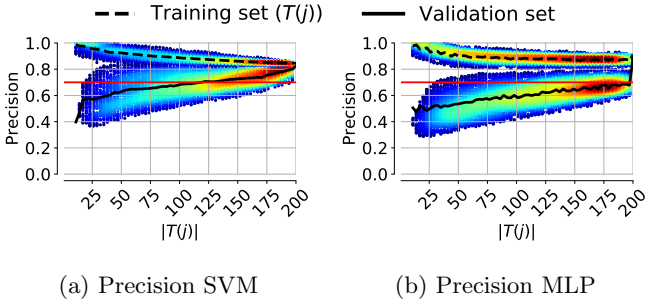 Training set (T(j)) Validation set
Precision
1.0
0.8
0.6
0.4
0.2
0.0
25 50 75 100 125 150 175 200
|T(j)|
Precision
1.0
0.8
0.6
0.4
0.2
0.0
25 50 75 100 125 150 175 200
|T(j)|
(a) Precision SVM
(b) Precision MLP